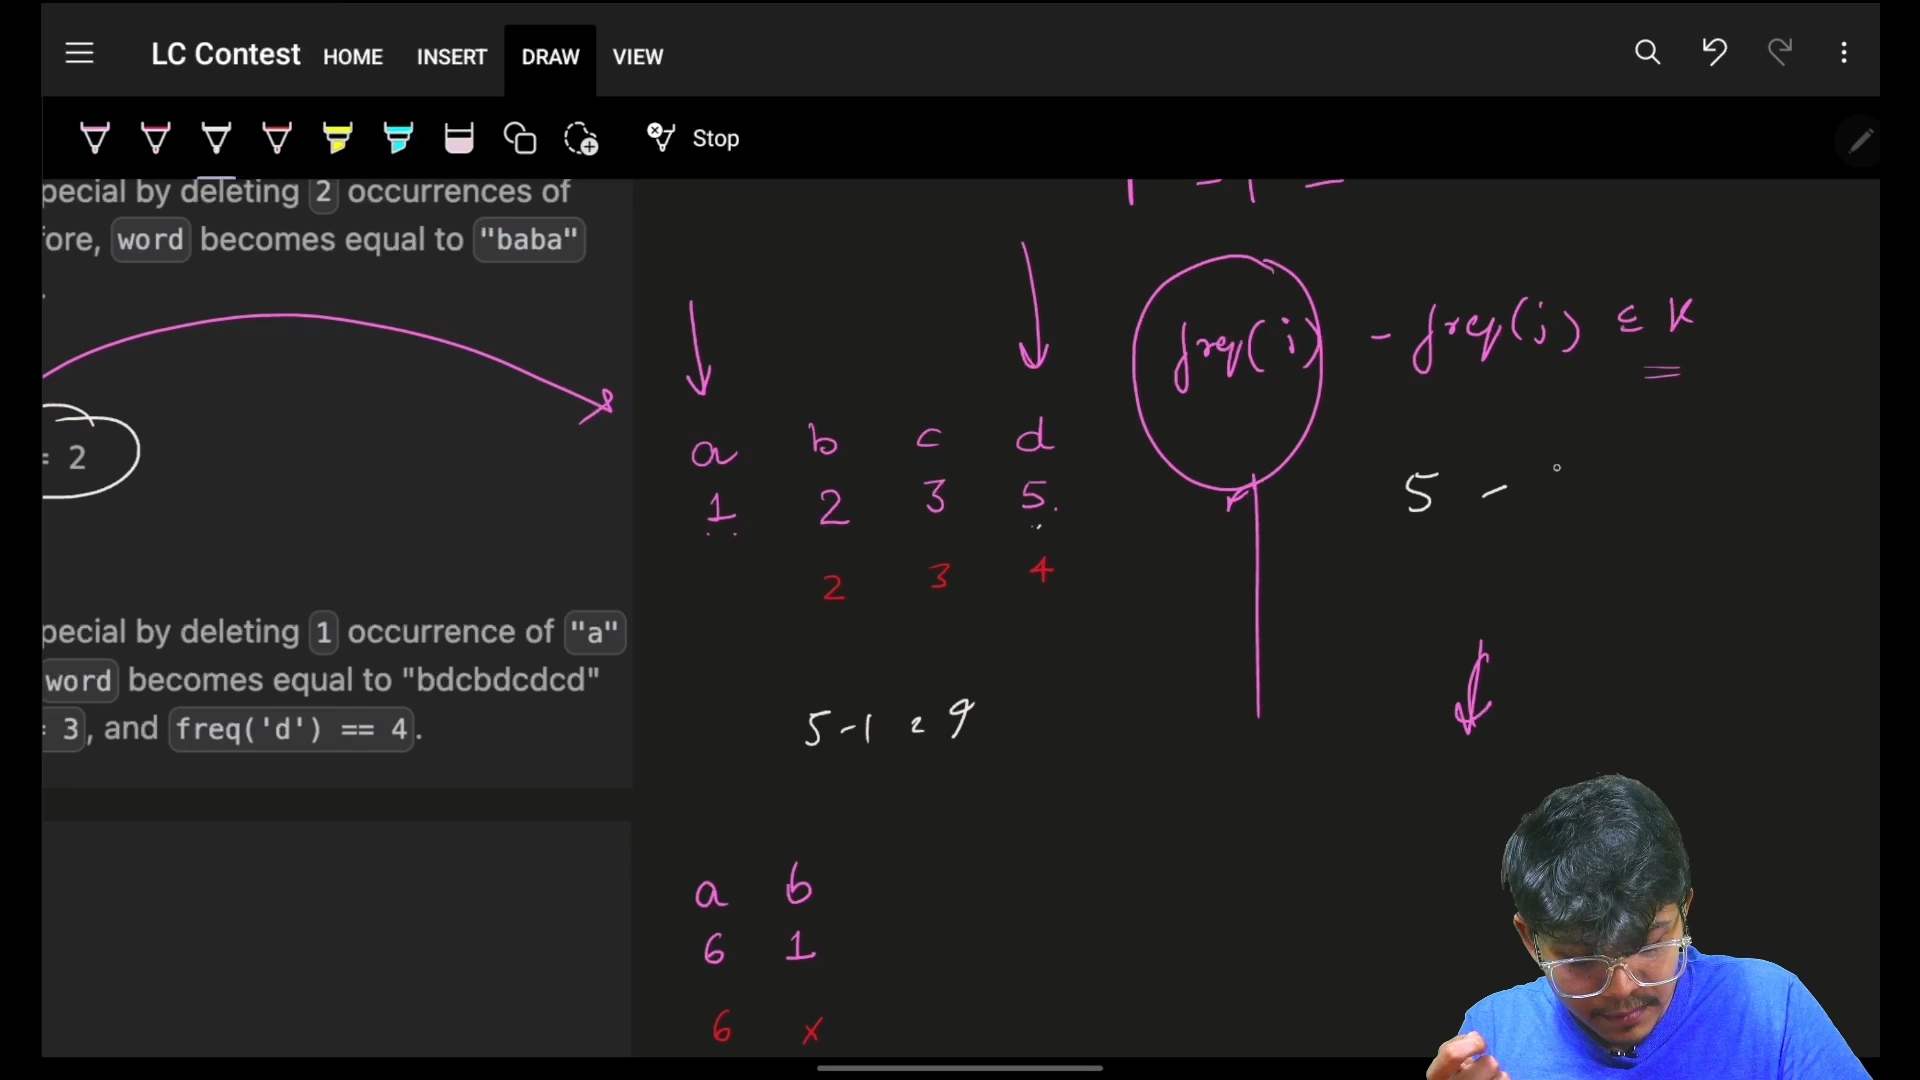 LC Contest HOME INSERT DRAW VIEW
Stop
pecial by deleting 2 occurrences of
fore, word becomes equal to "baba"
.
= 2
pecial by deleting 1 occurrence of "a"
word becomes equal to "bdcbdcdcd"
= 3, and freq('d') == 4.
freq(i) - freq(j) ≤ K
a b c d
1 2 3 5.
2 3 4
5 -
5-1 = 4
a b
6 1
6 x